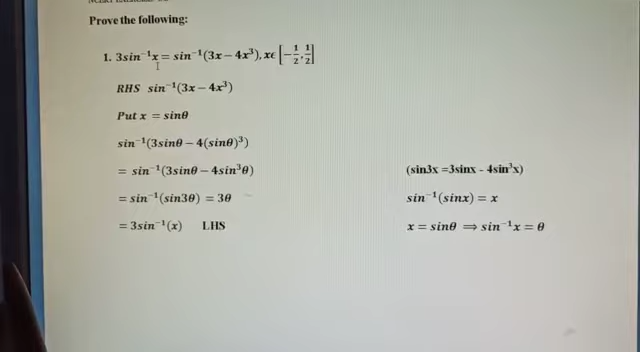 Prove the following:
1. 3sin⁻¹x = sin⁻¹(3x – 4x³), xϵ [–1/2, 1/2]
RHS sin⁻¹(3x – 4x³)
Put x = sinθ
sin⁻¹(3sinθ – 4(sinθ)³)
= sin⁻¹(3sinθ – 4sin³θ) (sin3x =3sinx - 4sin³x)
= sin⁻¹(sin3θ) = 3θ sin⁻¹(sinx) = x
= 3sin⁻¹(x) LHS x = sinθ ⟹ sin⁻¹x = θ